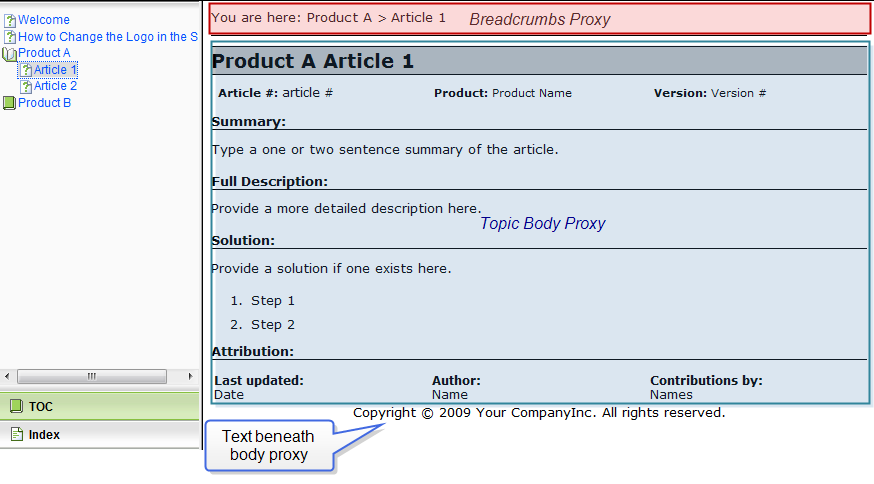 Welcome
How to Change the Logo in the S
Product A
Article 1
Article 2
Product B
TOC
Index
You are here: Product A > Article 1
Breadcrumbs Proxy
Product A Article 1
Article #: article # Product: Product Name Version: Version #
Summary:
Type a one or two sentence summary of the article.
Full Description:
Provide a more detailed description here.
Topic Body Proxy
Solution:
Provide a solution if one exists here.
1. Step 1
2. Step 2
Attribution:
Last updated: Author: Contributions by:
Date Name Names
Copyright © 2009 Your CompanyInc. All rights reserved.
Text beneath
body proxy